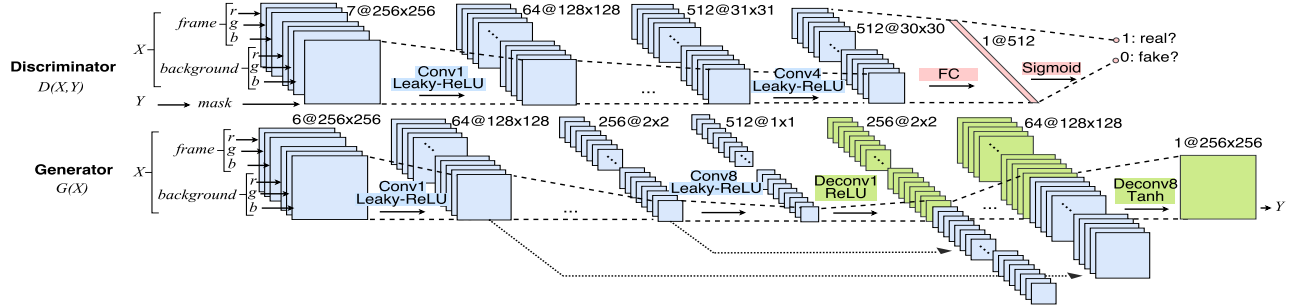 frame
r
g
b
7@256x256
64@128x128
512@31x31
512@30x30
1@512
1: real?
0: fake?
X
background
r
g
b
Discriminator
D(X,Y)
Conv1
Leaky-ReLU
...
Conv4
Leaky-ReLU
FC
Sigmoid
Y
mask
6@256x256
64@128x128
256@2x2
512@1x1
256@2x2
64@128x128
1@256x256
frame
r
g
b
Generator
G(X)
X
background
r
g
b
Conv1
Leaky-ReLU
...
Conv8
Leaky-ReLU
Deconv1
ReLU
...
Deconv8
Tanh
Y